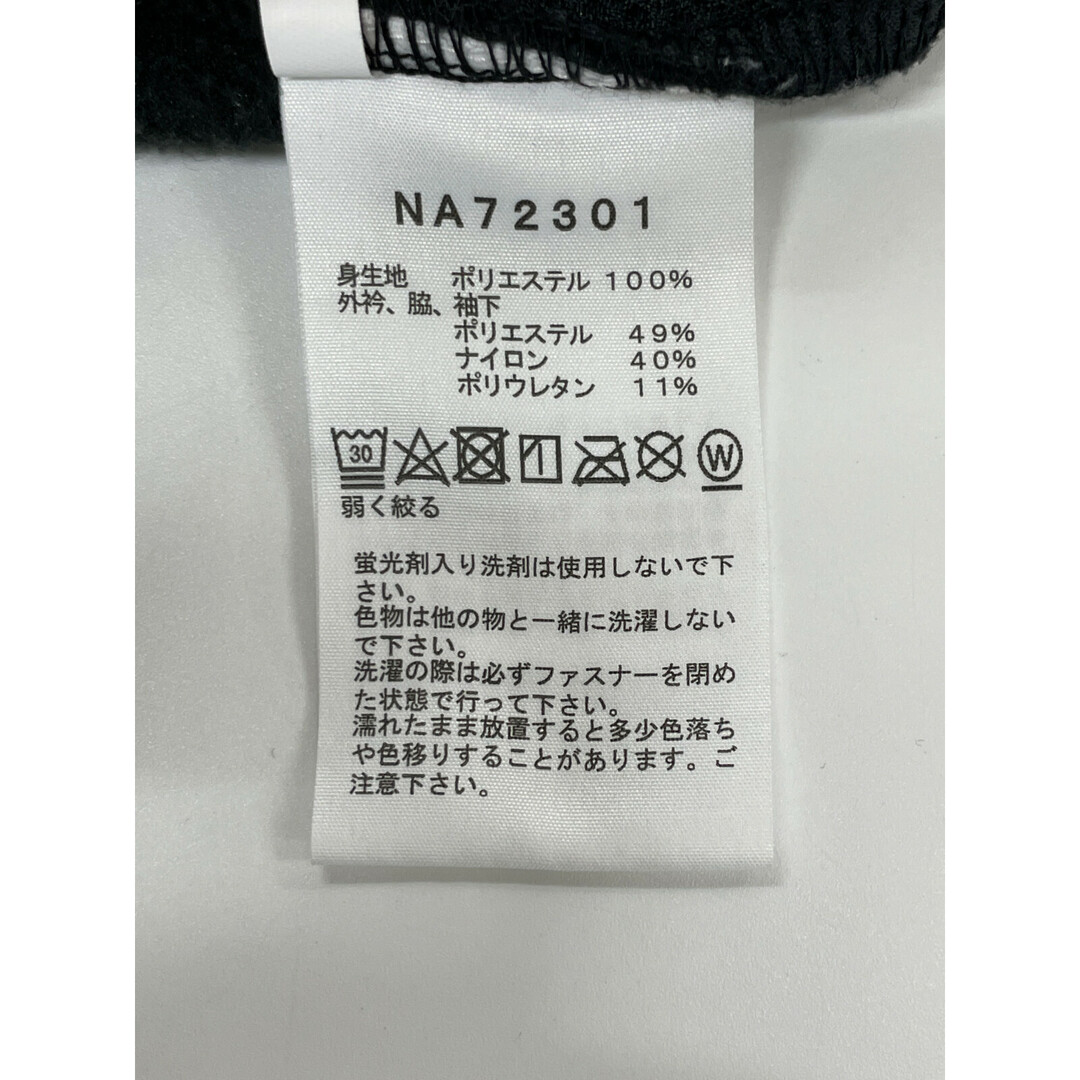 NA72301
身生地 ポリエステル 100%
外衿、脇、袖下
ポリエステル 49%
ナイロン 40%
ポリウレタン 11%
30 W
弱く絞る
蛍光剤入り洗剤は使用しないで下
さい。
色物は他の物と一緒に洗濯しない
で下さい。
洗濯の際は必ずファスナーを閉め
た状態で行って下さい。
濡れたまま放置すると多少色落ち
や色移りすることがあります。ご
注意下さい。